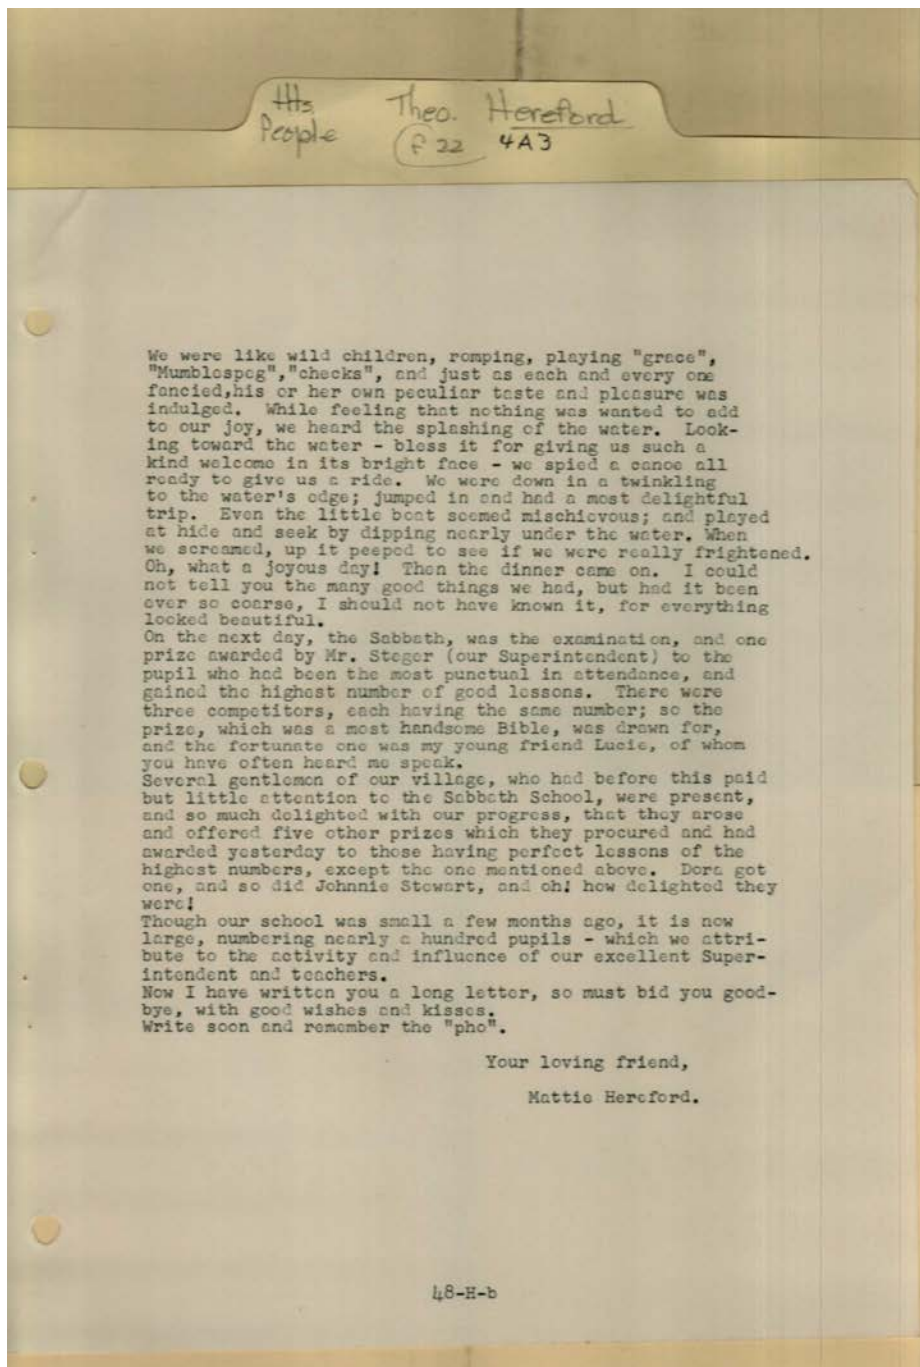 HHs Theo. Hereford
People f 22 4A3
We were like wild children, romping, playing "grace",
"Mumblespeg","checks", and just as each and every one
fancied,his or her own peculiar taste and pleasure was
indulged. While feeling that nothing was wanted to add
to our joy, we heard the splashing of the water. Look-
ing toward the water - bless it for giving us such a
kind welcome in its bright face - we spied a canoe all
ready to give us a ride. We were down in a twinkling
to the water's edge; jumped in and had a most delightful
trip. Even the little boat seemed mischievous; and played
at hide and seek by dipping nearly under the water. When
we screamed, up it peeped to see if we were really frightened.
Oh, what a joyous day! Then the dinner came on. I could
not tell you the many good things we had, but had it been
ever so coarse, I should not have known it, for everything
looked beautiful.
On the next day, the Sabbath, was the examination, and one
prize awarded by Mr. Steger (our Superintendent) to the
pupil who had been the most punctual in attendance, and
gained the highest number of good lessons. There were
three competitors, each having the same number; so the
prize, which was a most handsome Bible, was drawn for,
and the fortunate one was my young friend Lucie, of whom
you have often heard me speak.
Several gentlemen of our village, who had before this paid
but little attention to the Sabbath School, were present,
and so much delighted with our progress, that they arose
and offered five other prizes which they procured and had
awarded yesterday to those having perfect lessons of the
highest numbers, except the one mentioned above. Dora got
one, and so did Johnnie Stewart, and oh! how delighted they
were!
Though our school was small a few months ago, it is now
large, numbering nearly a hundred pupils - which we attri-
bute to the activity and influence of our excellent Super-
intendent and teachers.
Now I have written you a long letter, so must bid you good-
bye, with good wishes and kisses.
Write soon and remember the "pho".
Your loving friend,
Mattie Hereford.
48-H-b